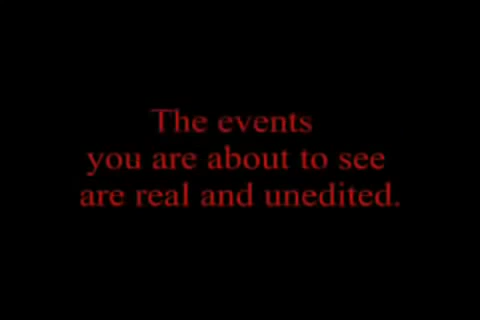 The events
you are about to see
are real and unedited.